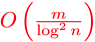 O ( m / log² n )